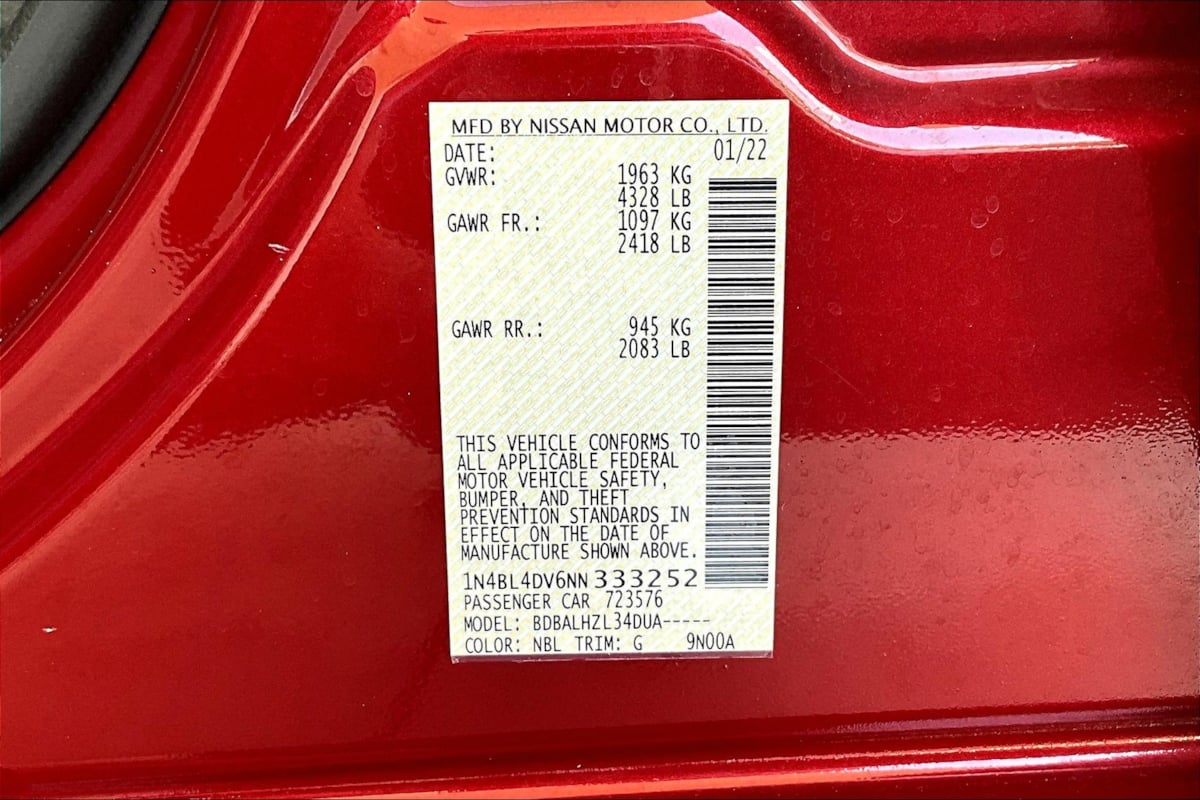 MFD BY NISSAN MOTOR CO., LTD.
DATE: 01/22
GVWR: 1963 KG
4328 LB
GAWR FR.: 1097 KG
2418 LB
GAWR RR.: 945 KG
2083 LB
THIS VEHICLE CONFORMS TO
ALL APPLICABLE FEDERAL
MOTOR VEHICLE SAFETY,
BUMPER, AND THEFT
PREVENTION STANDARDS IN
EFFECT ON THE DATE OF
MANUFACTURE SHOWN ABOVE.
1N4BL4DV6NN333252
PASSENGER CAR 723576
MODEL: BDBALHZL34DUA-----
COLOR: NBL TRIM: G 9N00A